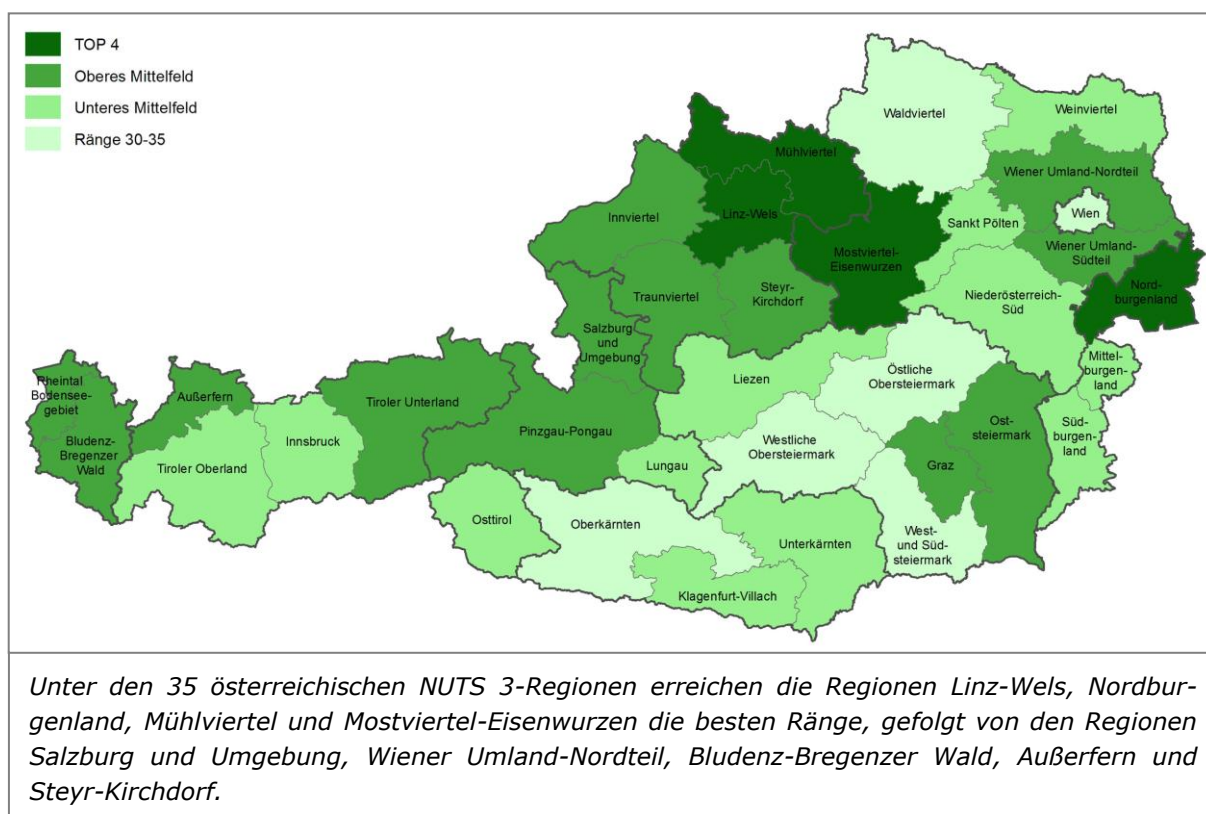 TOP 4
Oberes Mittelfeld
Unteres Mittelfeld
Ränge 30-35
Waldviertel
Weinviertel
Mühlviertel
Wiener Umland-Nordteil
Innviertel
Linz-Wels
Sankt Pölten
Wien
Mostviertel-
Eisenwurzen
Wiener Umland-
Südteil
Nord-
burgenland
Traunviertel
Steyr-
Kirchdorf
Niederösterreich-
Süd
Salzburg
und
Umgebung
Mittel-
burgen-
land
Rheintal
Bodensee-
gebiet
Außerfern
Tiroler Unterland
Liezen
Östliche
Obersteiermark
Bludenz-
Bregenzer
Wald
Innsbruck
Pinzgau-Pongau
Ost-
steiermark
Süd-
burgen-
land
Tiroler Oberland
Lungau
Westliche
Obersteiermark
Graz
Osttirol
Oberkärnten
Unterkärnten
West-
und Süd-
steiermark
Klagenfurt-Villach
Unter den 35 österreichischen NUTS 3-Regionen erreichen die Regionen Linz-Wels, Nordbur-
genland, Mühlviertel und Mostviertel-Eisenwurzen die besten Ränge, gefolgt von den Regionen
Salzburg und Umgebung, Wiener Umland-Nordteil, Bludenz-Bregenzer Wald, Außerfern und
Steyr-Kirchdorf.